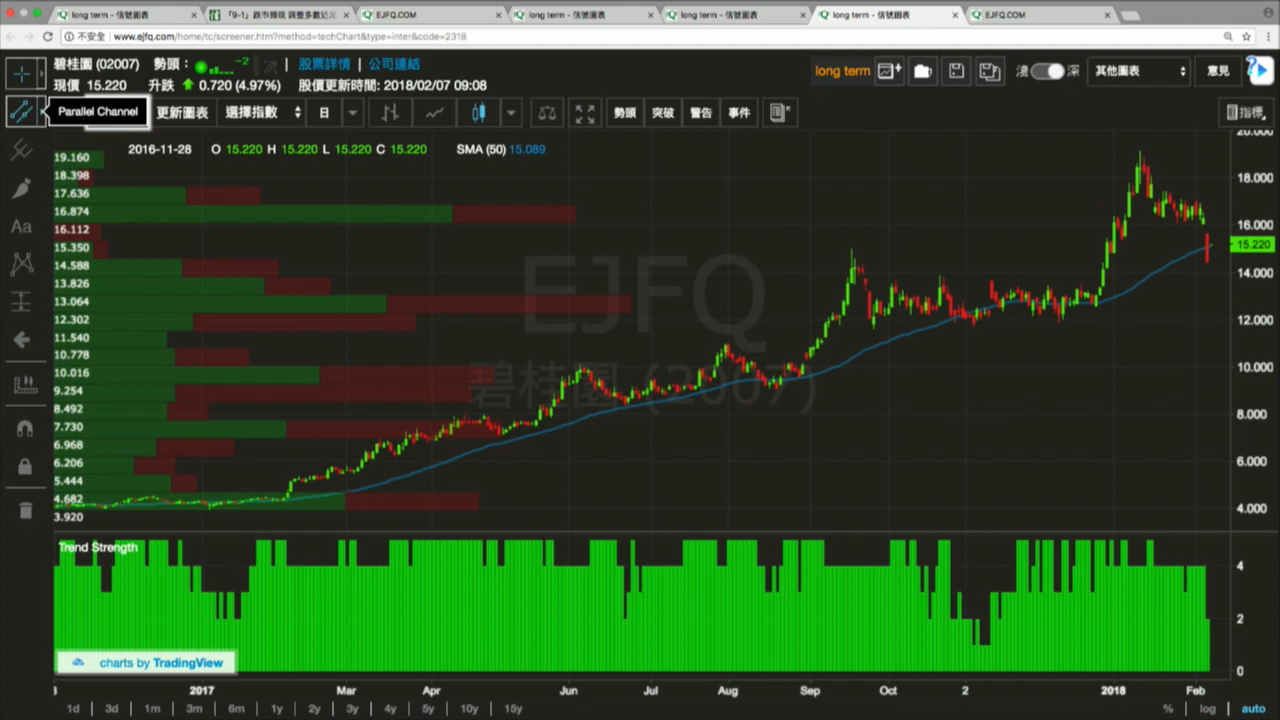 long term - 信號圖表
「9-1」跌市頻現 調整多數近尾
EJFQ.COM
long term - 信號圖表
long term - 信號圖表
long term - 信號圖表
EJFQ.COM
不安全 | www.ejfq.com/home/tc/screener.htm?method=techChart&type=inter&code=2318
碧桂園 (02007) 勢頭： -2 | 股票詳情 | 公司連結
現價 15.220 升跌 0.720 (4.97%) 股價更新時間: 2018/02/07 09:08
long term
淺 深
其他圖表
意見
Parallel Channel
更新圖表
選擇指數
日
勢頭
突破
警告
事件
指標
2016-11-28 O 15.220 H 15.220 L 15.220 C 15.220 SMA (50) 15.089
19.160
18.398
17.636
16.874
16.112
15.350
14.588
13.826
13.064
12.302
11.540
10.778
10.016
9.254
8.492
7.730
6.968
6.206
5.444
4.682
3.920
EJFQ
碧桂園 (2007)
20.000
18.000
16.000
15.220
14.000
12.000
10.000
8.000
6.000
4.000
Trend Strength
4
2
0
charts by TradingView
2017 Mar Apr Jun Jul Aug Sep Oct 2 2018 Feb
1d | 3d | 1m | 3m | 6m | 1y | 2y | 3y | 4y | 5y | 10y | 15y
% | log | auto